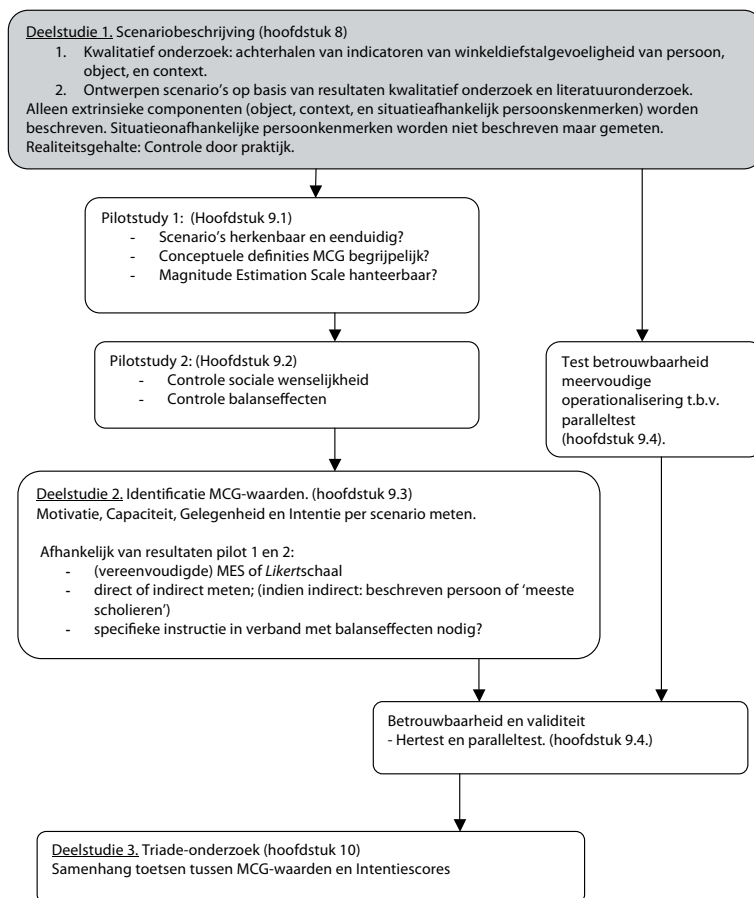 Deelstudie 1. Scenariobeschrijving (hoofdstuk 8)
1. Kwalitatief onderzoek: achterhalen van indicatoren van winkeldiefstalgevoeligheid van persoon,
object, en context.
2. Ontwerpen scenario's op basis van resultaten kwalitatief onderzoek en literatuuronderzoek.
Alleen extrinsieke componenten (object, context, en situatieafhankelijk persoonskenmerken) worden
beschreven. Situatieonafhankelijke persoonkenmerken worden niet beschreven maar gemeten.
Realiteitsgehalte: Controle door praktijk.
Pilotstudy 1: (Hoofdstuk 9.1)
- Scenario's herkenbaar en eenduidig?
- Conceptuele definities MCG begrijpelijk?
- Magnitude Estimation Scale hanteerbaar?
Pilotstudy 2: (Hoofdstuk 9.2)
- Controle sociale wenselijkheid
- Controle balanseffecten
Test betrouwbaarheid
meervoudige
operationalisering t.b.v.
paralleltest
(hoofdstuk 9.4).
Deelstudie 2. Identificatie MCG-waarden. (hoofdstuk 9.3)
Motivatie, Capaciteit, Gelegenheid en Intentie per scenario meten.
Afhankelijk van resultaten pilot 1 en 2:
- (vereenvoudigde) MES of Likertschaal
- direct of indirect meten; (indien indirect: beschreven persoon of 'meeste
scholieren')
- specifieke instructie in verband met balanseffecten nodig?
Betrouwbaarheid en validiteit
- Hertest en paralleltest. (hoofdstuk 9.4.)
Deelstudie 3. Triade-onderzoek (hoofdstuk 10)
Samenhang toetsen tussen MCG-waarden en Intentiescores